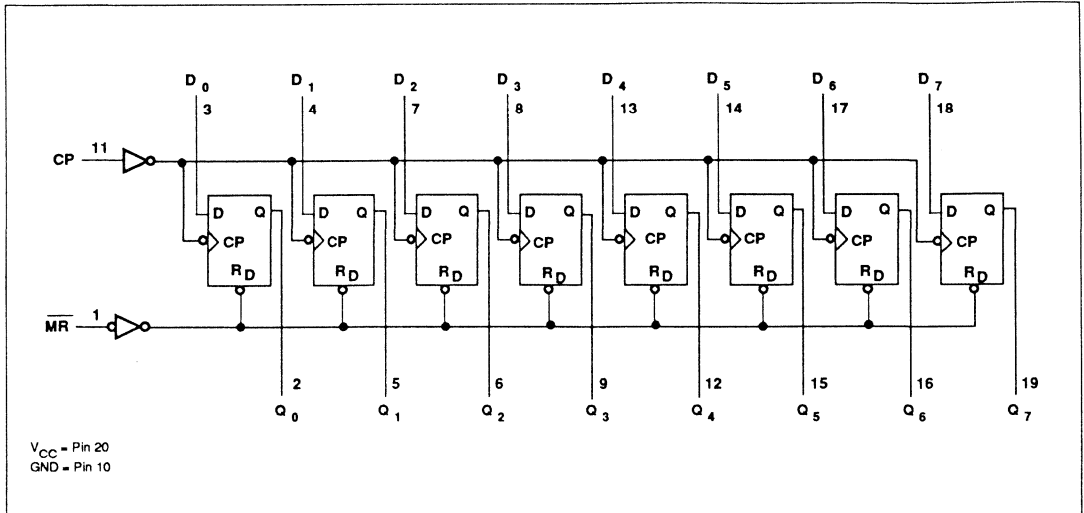 D0 D1 D2 D3 D4 D5 D6 D7
3 4 7 8 13 14 17 18
CP 11
D Q D Q D Q D Q D Q D Q D Q D Q
CP CP CP CP CP CP CP CP
RD RD RD RD RD RD RD RD
MR 1
2 5 6 9 12 15 16 19
Q0 Q1 Q2 Q3 Q4 Q5 Q6 Q7
VCC = Pin 20
GND = Pin 10